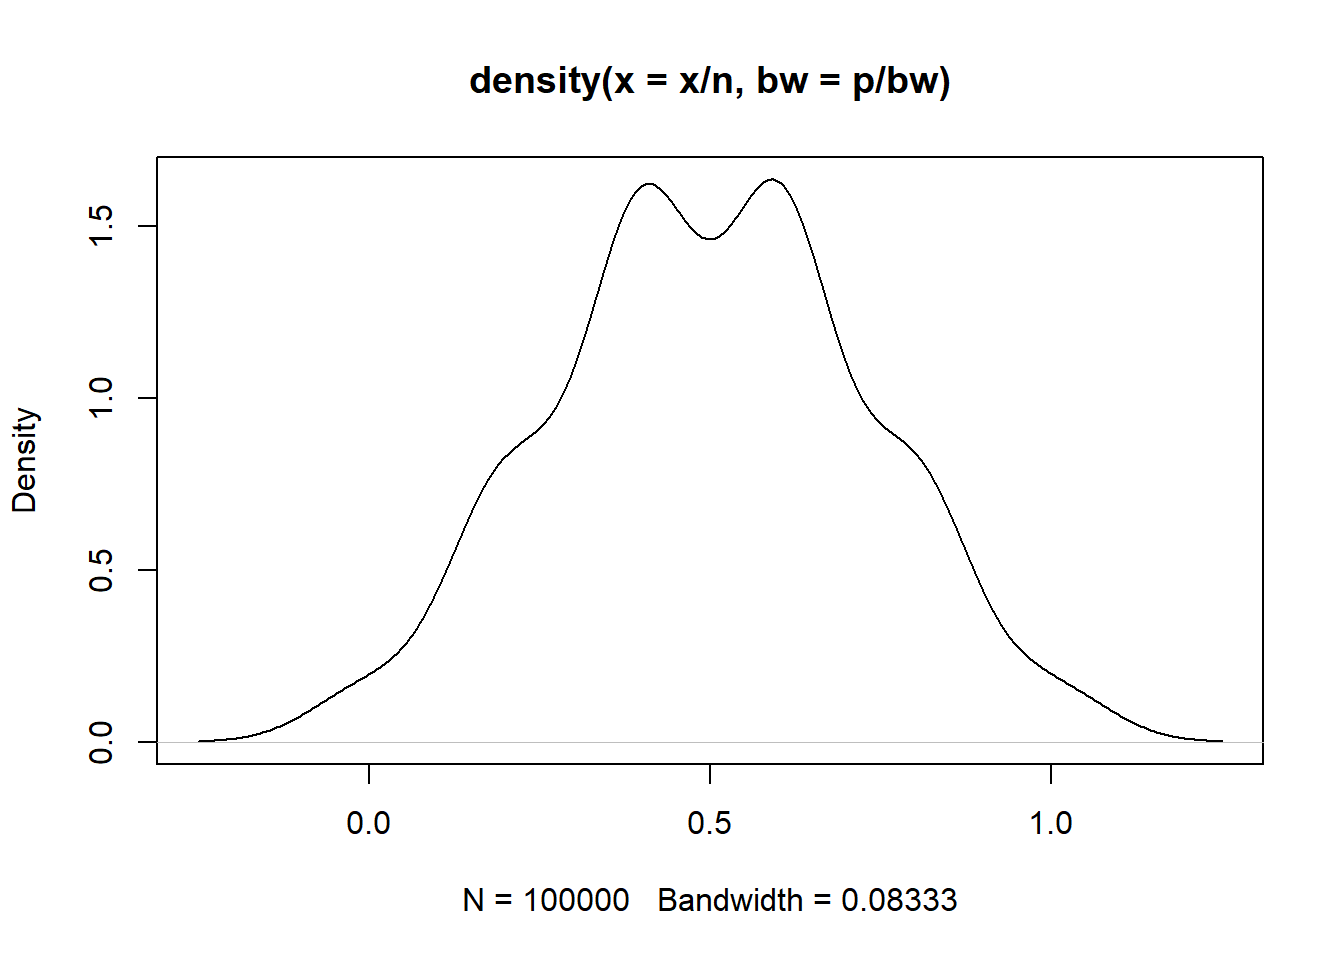 density(x = x/n, bw = p/bw)
Density
1.5
1.0
0.5
0.0
0.0 0.5 1.0
N = 100000 Bandwidth = 0.08333